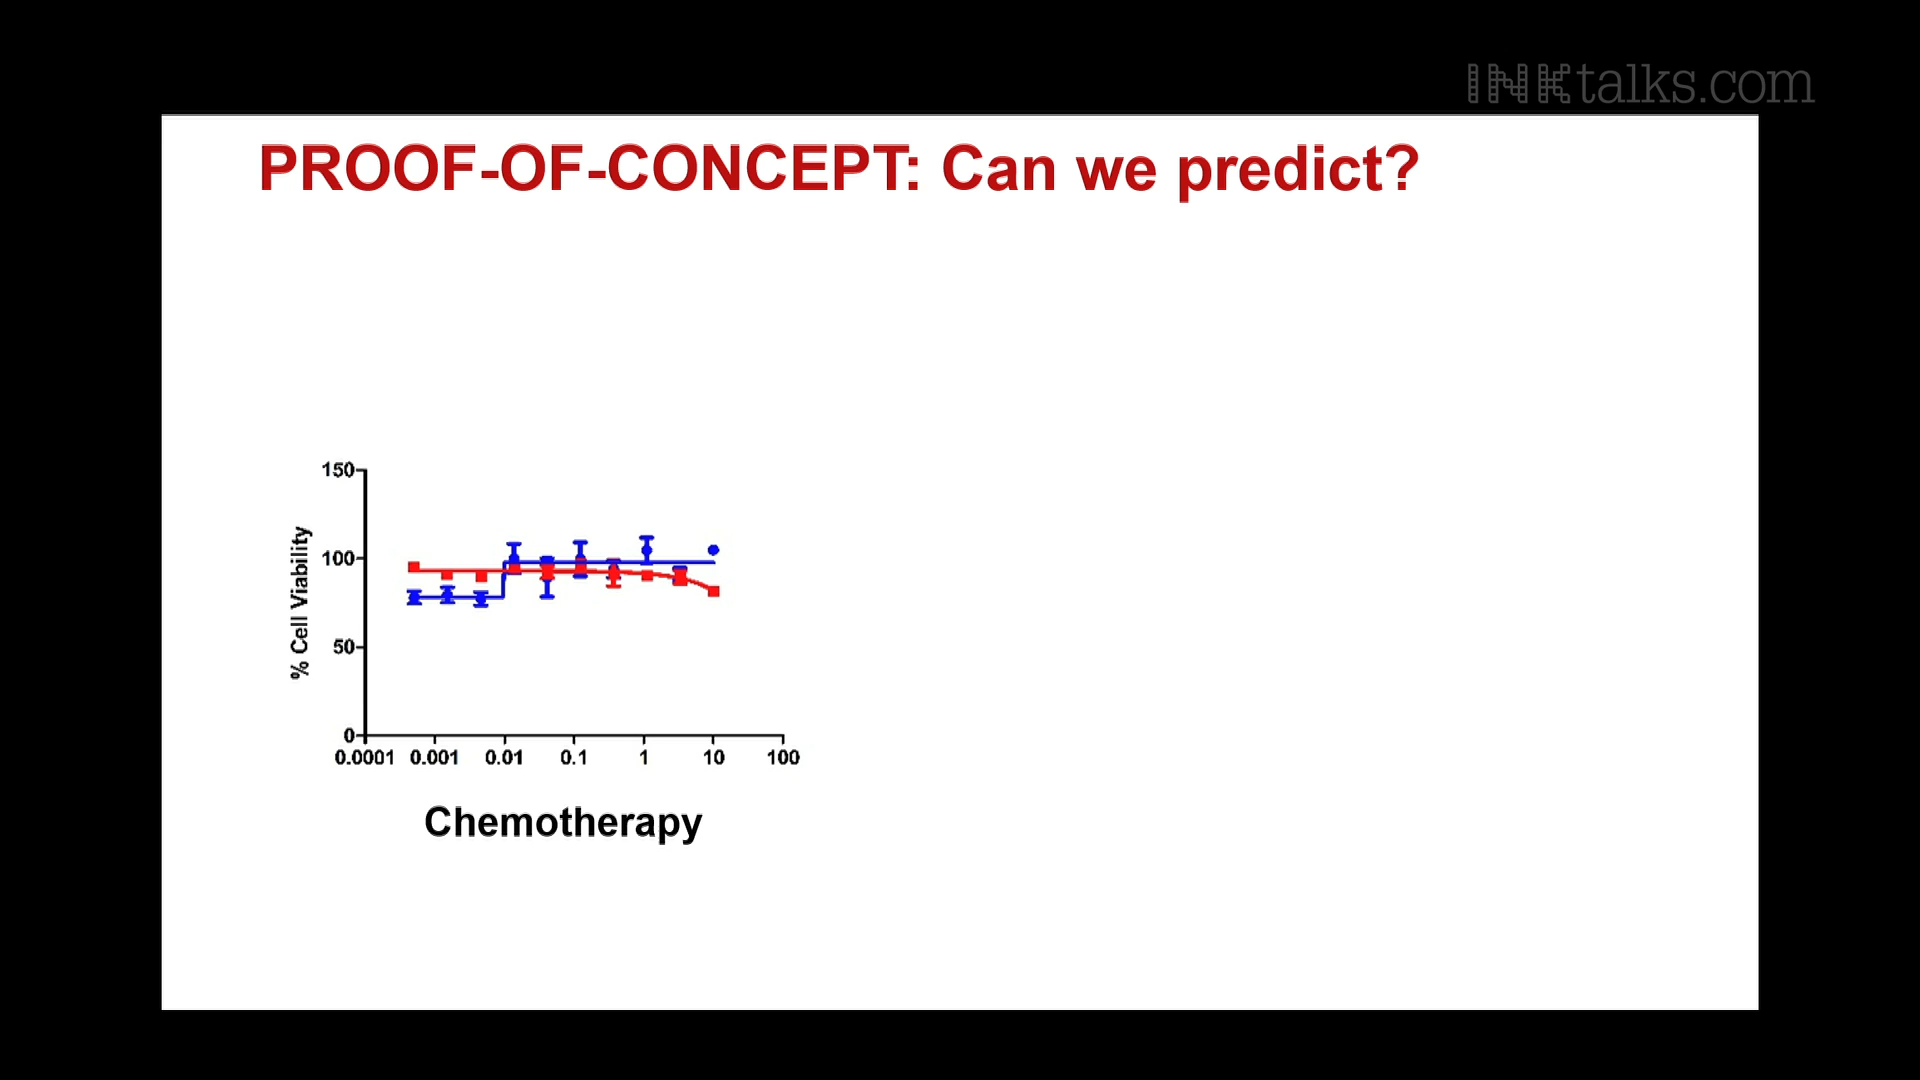 INKtalks.com
PROOF-OF-CONCEPT: Can we predict?
150
100
50
0
% Cell Viability
0.0001 0.001 0.01 0.1 1 10 100
Chemotherapy